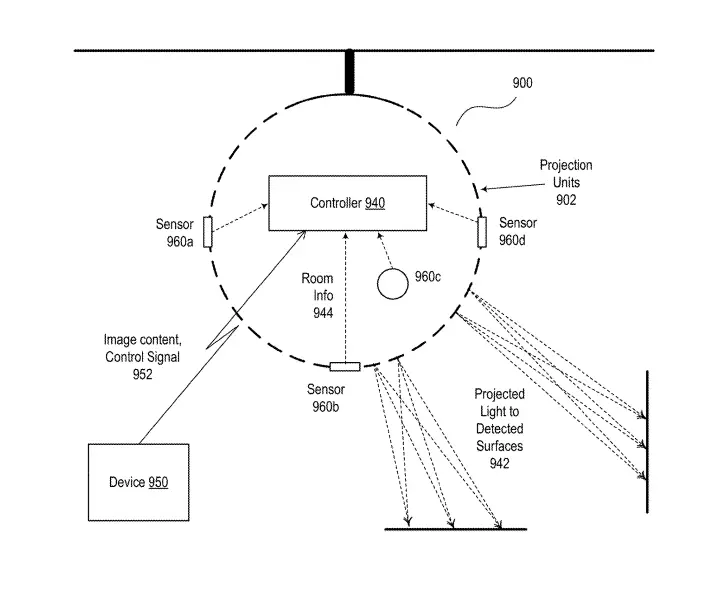 900
Projection
Units
902
Controller 940
Sensor
960a
Sensor
960d
Room
Info
944
960c
Image content,
Control Signal
952
Sensor
960b
Projected
Light to
Detected
Surfaces
942
Device 950